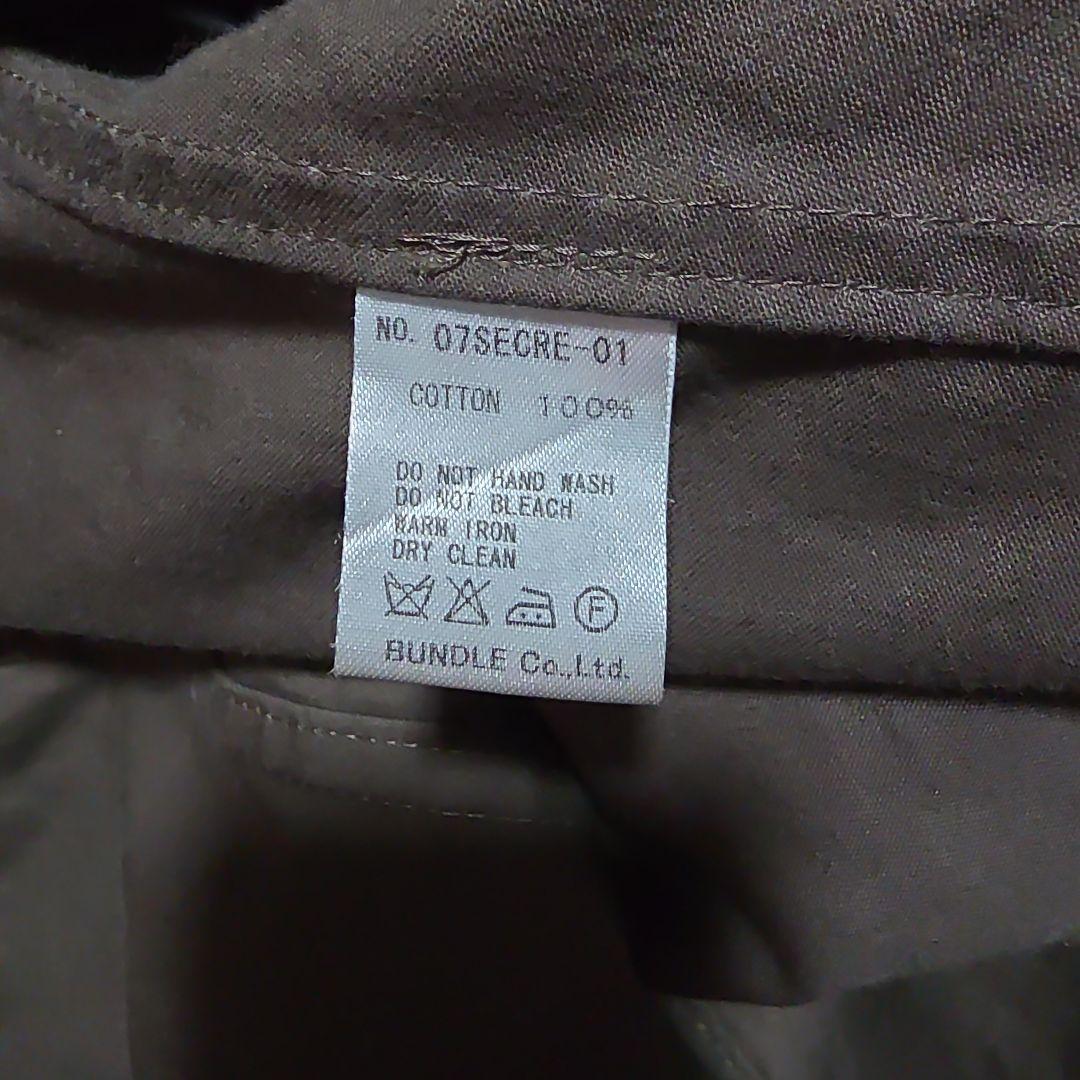 NO. 07SECRE-01
COTTON 100%
DO NOT HAND WASH
DO NOT BLEACH
WARM IRON
DRY CLEAN
F
BUNDLE Co.,Ltd.